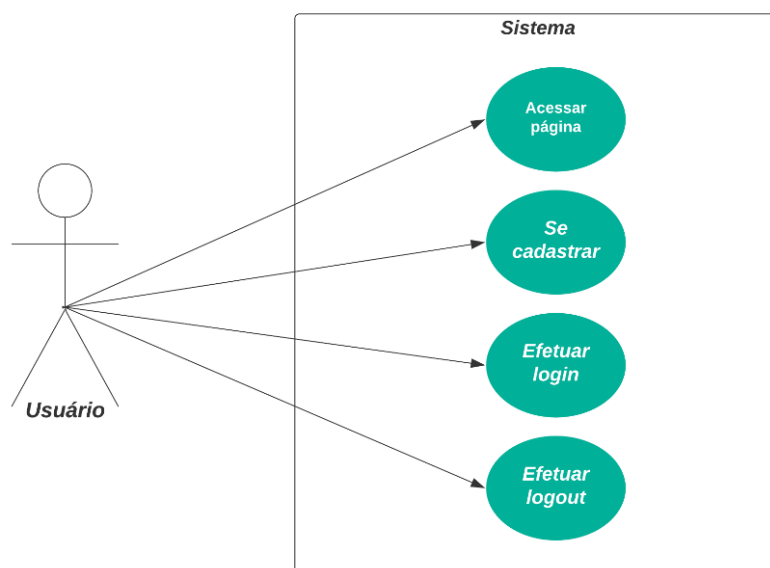 Sistema
Acessar
página
Se
cadastrar
Efetuar
login
Usuário
Efetuar
logout